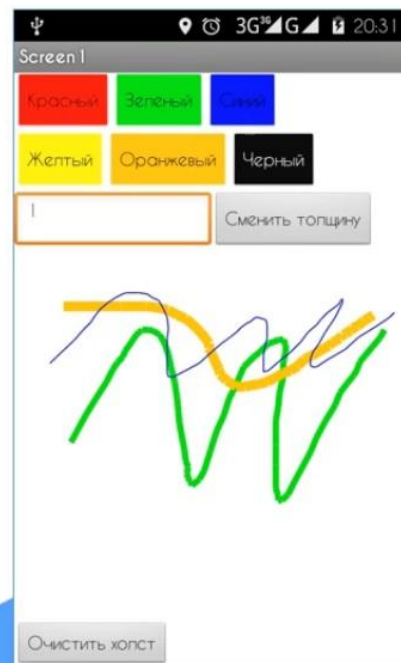 3G 3G G 20:31
Screen1
Красный Зеленый Синий
Желтый Оранжевый Черный
1 Сменить толщину
Очистить холст